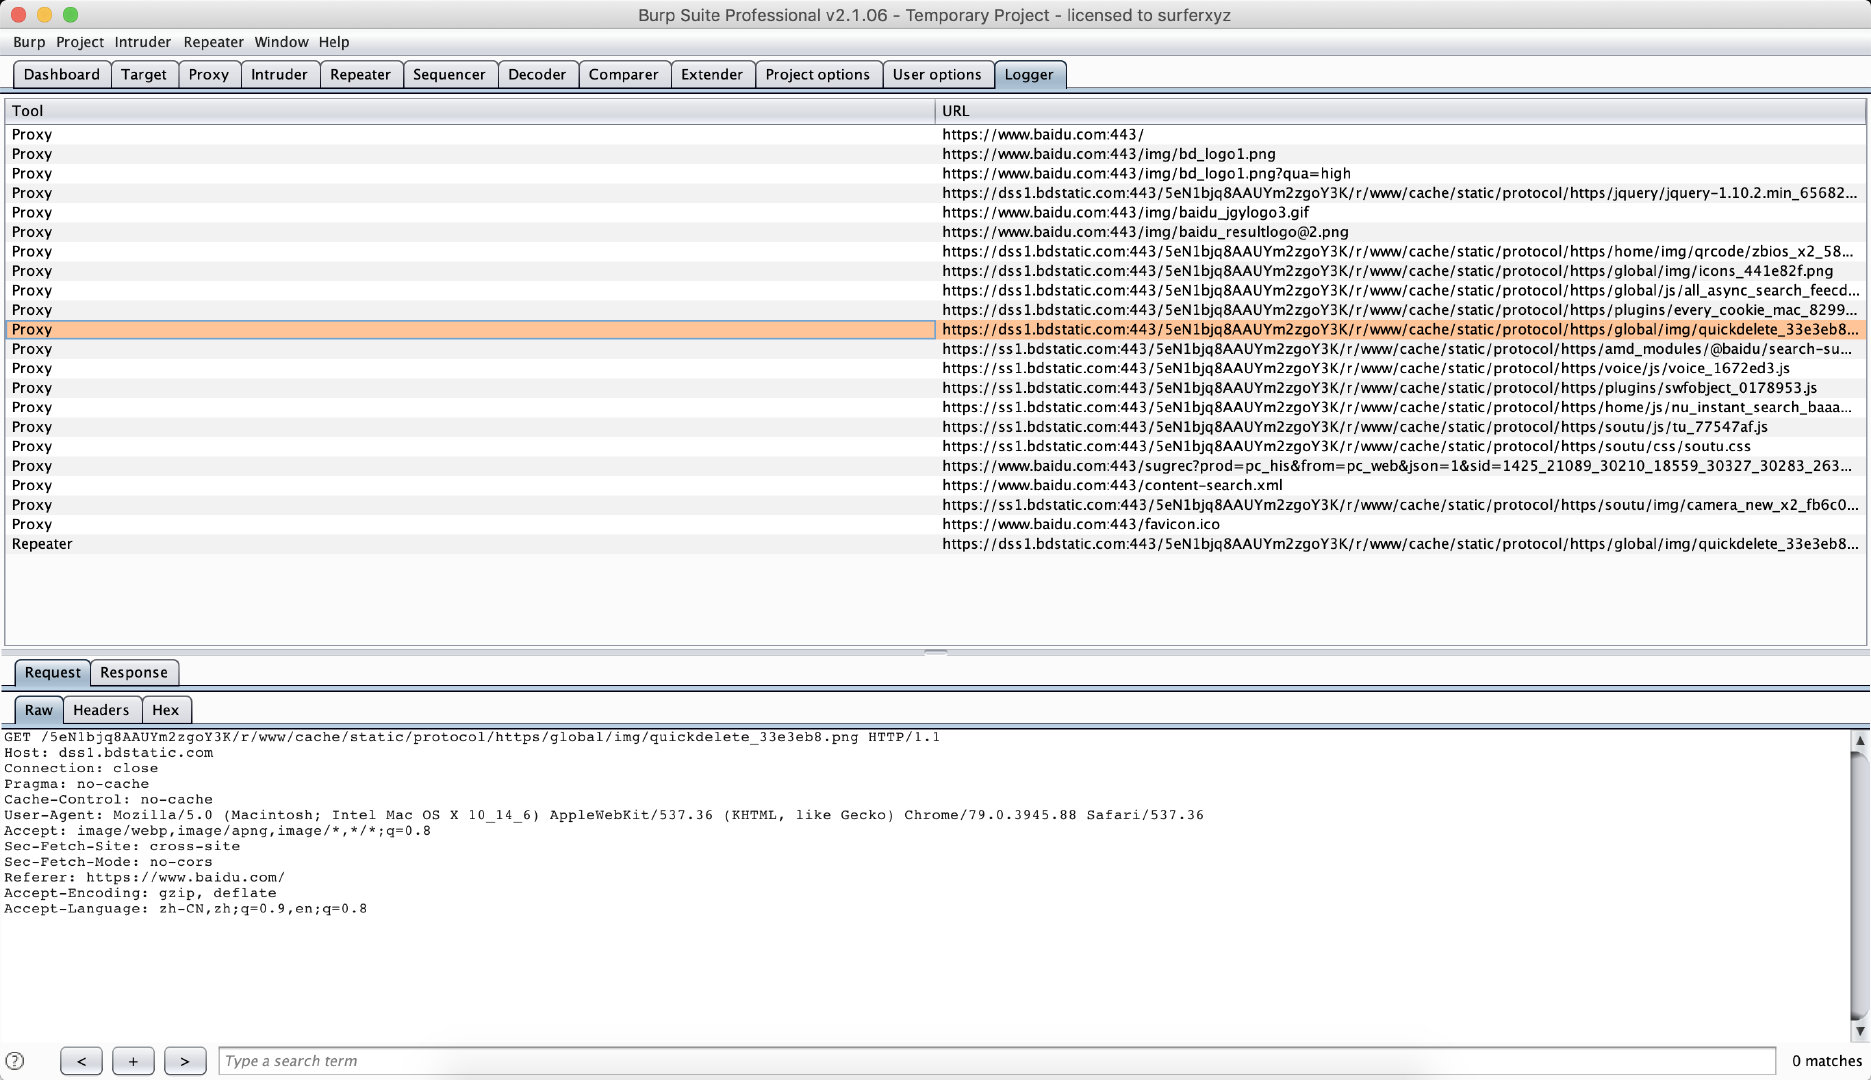 Burp Suite Professional v2.1.06 - Temporary Project - licensed to surferxyz
Burp Project Intruder Repeater Window Help
Dashboard Target Proxy Intruder Repeater Sequencer Decoder Comparer Extender Project options User options Logger
Tool URL
Proxy https://www.baidu.com:443/
Proxy https://www.baidu.com:443/img/bd_logo1.png
Proxy https://www.baidu.com:443/img/bd_logo1.png?qua=high
Proxy https://dss1.bdstatic.com:443/5eN1bjq8AAUYm2zgoY3K/r/www/cache/static/protocol/https/jquery/jquery-1.10.2.min_65682...
Proxy https://www.baidu.com:443/img/baidu_jgylogo3.gif
Proxy https://www.baidu.com:443/img/baidu_resultlogo@2.png
Proxy https://dss1.bdstatic.com:443/5eN1bjq8AAUYm2zgoY3K/r/www/cache/static/protocol/https/home/img/qrcode/zbios_x2_58...
Proxy https://dss1.bdstatic.com:443/5eN1bjq8AAUYm2zgoY3K/r/www/cache/static/protocol/https/global/img/icons_441e82f.png
Proxy https://dss1.bdstatic.com:443/5eN1bjq8AAUYm2zgoY3K/r/www/cache/static/protocol/https/global/js/all_async_search_feecd...
Proxy https://dss1.bdstatic.com:443/5eN1bjq8AAUYm2zgoY3K/r/www/cache/static/protocol/https/plugins/every_cookie_mac_8299...
Proxy https://dss1.bdstatic.com:443/5eN1bjq8AAUYm2zgoY3K/r/www/cache/static/protocol/https/global/img/quickdelete_33e3eb8...
Proxy https://ss1.bdstatic.com:443/5eN1bjq8AAUYm2zgoY3K/r/www/cache/static/protocol/https/amd_modules/@baidu/search-su...
Proxy https://ss1.bdstatic.com:443/5eN1bjq8AAUYm2zgoY3K/r/www/cache/static/protocol/https/voice/js/voice_1672ed3.js
Proxy https://ss1.bdstatic.com:443/5eN1bjq8AAUYm2zgoY3K/r/www/cache/static/protocol/https/plugins/swfobject_0178953.js
Proxy https://ss1.bdstatic.com:443/5eN1bjq8AAUYm2zgoY3K/r/www/cache/static/protocol/https/home/js/nu_instant_search_baaa...
Proxy https://ss1.bdstatic.com:443/5eN1bjq8AAUYm2zgoY3K/r/www/cache/static/protocol/https/soutu/js/tu_77547af.js
Proxy https://ss1.bdstatic.com:443/5eN1bjq8AAUYm2zgoY3K/r/www/cache/static/protocol/https/soutu/css/soutu.css
Proxy https://www.baidu.com:443/sugrec?prod=pc_his&from=pc_web&json=1&sid=1425_21089_30210_18559_30327_30283_263...
Proxy https://www.baidu.com:443/content-search.xml
Proxy https://ss1.bdstatic.com:443/5eN1bjq8AAUYm2zgoY3K/r/www/cache/static/protocol/https/soutu/img/camera_new_x2_fb6c0...
Proxy https://www.baidu.com:443/favicon.ico
Repeater https://dss1.bdstatic.com:443/5eN1bjq8AAUYm2zgoY3K/r/www/cache/static/protocol/https/global/img/quickdelete_33e3eb8...
Request Response
Raw Headers Hex
GET /5eN1bjq8AAUYm2zgoY3K/r/www/cache/static/protocol/https/global/img/quickdelete_33e3eb8.png HTTP/1.1
Host: dss1.bdstatic.com
Connection: close
Pragma: no-cache
Cache-Control: no-cache
User-Agent: Mozilla/5.0 (Macintosh; Intel Mac OS X 10_14_6) AppleWebKit/537.36 (KHTML, like Gecko) Chrome/79.0.3945.88 Safari/537.36
Accept: image/webp,image/apng,image/*,*/*;q=0.8
Sec-Fetch-Site: cross-site
Sec-Fetch-Mode: no-cors
Referer: https://www.baidu.com/
Accept-Encoding: gzip, deflate
Accept-Language: zh-CN,zh;q=0.9,en;q=0.8
? < + > Type a search term 0 matches